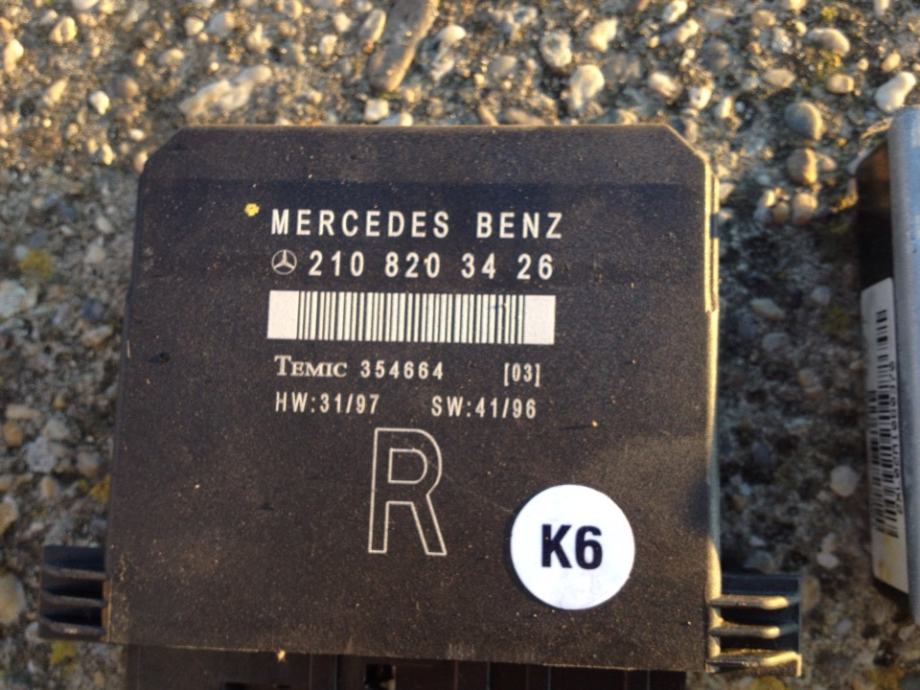 MERCEDES BENZ
210 820 34 26
TEMIC 354664 [03]
HW:31/97 SW:41/96
R
K6